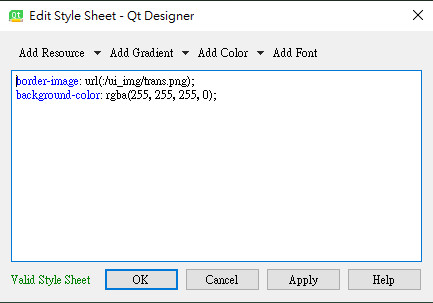 Qt Edit Style Sheet - Qt Designer
Add Resource Add Gradient Add Color Add Font
border-image: url(:/ui_img/trans.png);
background-color: rgba(255, 255, 255, 0);
Valid Style Sheet OK Cancel Apply Help